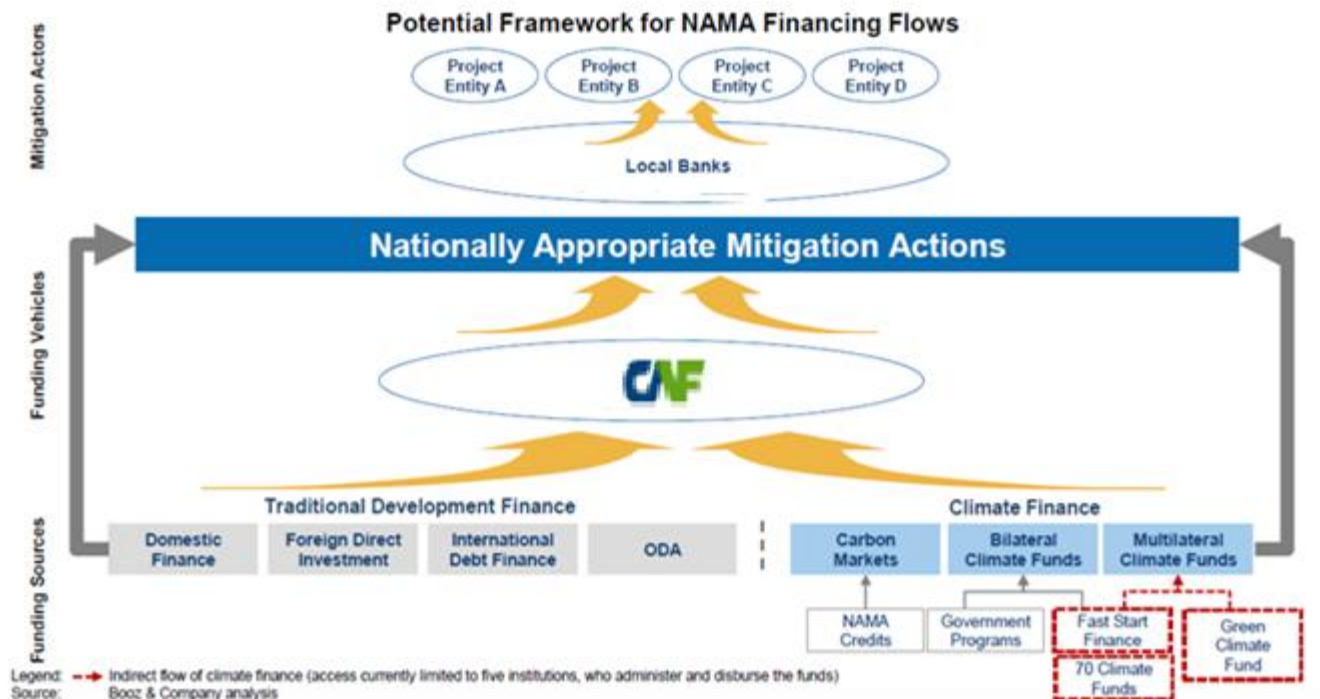 Potential Framework for NAMA Financing Flows
Mitigation Actors
Project
Entity A
Project
Entity B
Project
Entity C
Project
Entity D
Local Banks
Nationally Appropriate Mitigation Actions
Funding Vehicles
CAF
Funding Sources
Traditional Development Finance
Climate Finance
Domestic
Finance
Foreign Direct
Investment
International
Debt Finance
ODA
Carbon
Markets
Bilateral
Climate Funds
Multilateral
Climate Funds
NAMA
Credits
Government
Programs
Fast Start
Finance
70 Climate
Funds
Green
Climate
Fund
Legend: Indirect flow of climate finance (access currently limited to five institutions, who administer and disburse the funds)
Source: Booz & Company analysis